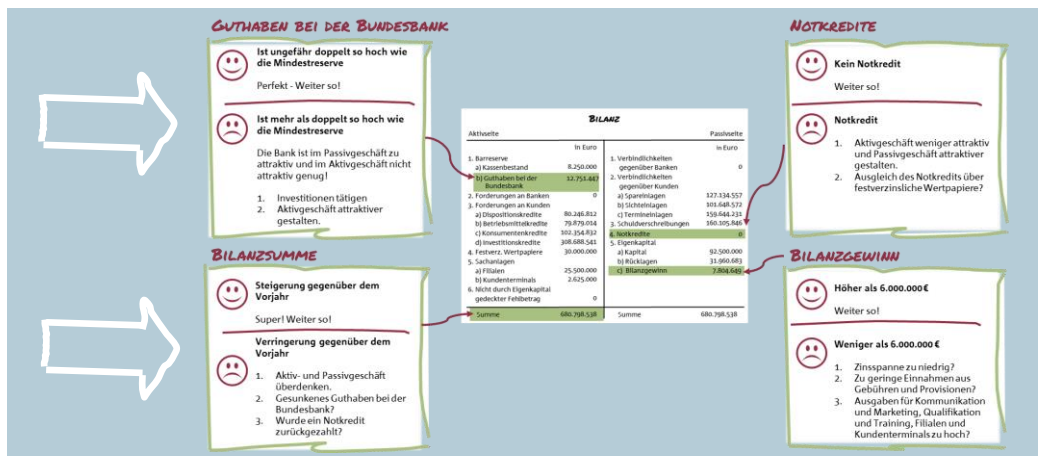 GUTHABEN BEI DER BUNDESBANK
Ist ungefähr doppelt so hoch wie
die Mindestreserve
Perfekt - Weiter so!
Ist mehr als doppelt so hoch wie
die Mindestreserve
Die Bank ist im Passivgeschäft zu
attraktiv und im Aktivgeschäft nicht
attraktiv genug!
1. Investitionen tätigen
2. Aktivgeschäft attraktiver
gestalten.
BILANZSUMME
Steigerung gegenüber dem
Vorjahr
Super! Weiter so!
Verringerung gegenüber dem
Vorjahr
1. Aktiv- und Passivgeschäft
überdenken.
2. Gesunkenes Guthaben bei der
Bundesbank?
3. Wurde ein Notkredit
zurückgezahlt?
BILANZ
Aktivseite Passivseite
in Euro
1. Barreserve
a) Kassenbestand 8.250.000
b) Guthaben bei der
Bundesbank 12.751.447
2. Forderungen an Banken 0
3. Forderungen an Kunden
a) Dispositionskredite 80.246.812
b) Betriebsmittelkredite 79.879.014
c) Konsumentenkredite 102.354.832
d) Investitionskredite 308.688.541
4. Festverz. Wertpapiere 30.000.000
5. Sachanlagen
a) Filialen 25.500.000
b) Kundenterminals 2.625.000
6. Nicht durch Eigenkapital
gedeckter Fehlbetrag 0
Summe 680.798.538
in Euro
1. Verbindlichkeiten
gegenüber Banken 0
2. Verbindlichkeiten
gegenüber Kunden
a) Spareinlagen 127.134.557
b) Sichteinlagen 101.648.572
c) Termineinlagen 159.644.231
3. Schuldverschreibungen 160.105.846
4. Notkredite 0
5. Eigenkapital
a) Kapital 92.500.000
b) Rücklagen 31.960.683
c) Bilanzgewinn 7.804.649
Summe 680.798.538
NOTKREDITE
Kein Notkredit
Weiter so!
Notkredit
1. Aktivgeschäft weniger attraktiv
und Passivgeschäft attraktiver
gestalten.
2. Ausgleich des Notkredits über
festverzinsliche Wertpapiere?
BILANZGEWINN
Höher als 6.000.000 €
Weiter so!
Weniger als 6.000.000 €
1. Zinsspanne zu niedrig?
2. Zu geringe Einnahmen aus
Gebühren und Provisionen?
3. Ausgaben für Kommunikation
und Marketing, Qualifikation
und Training, Filialen und
Kundenterminals zu hoch?